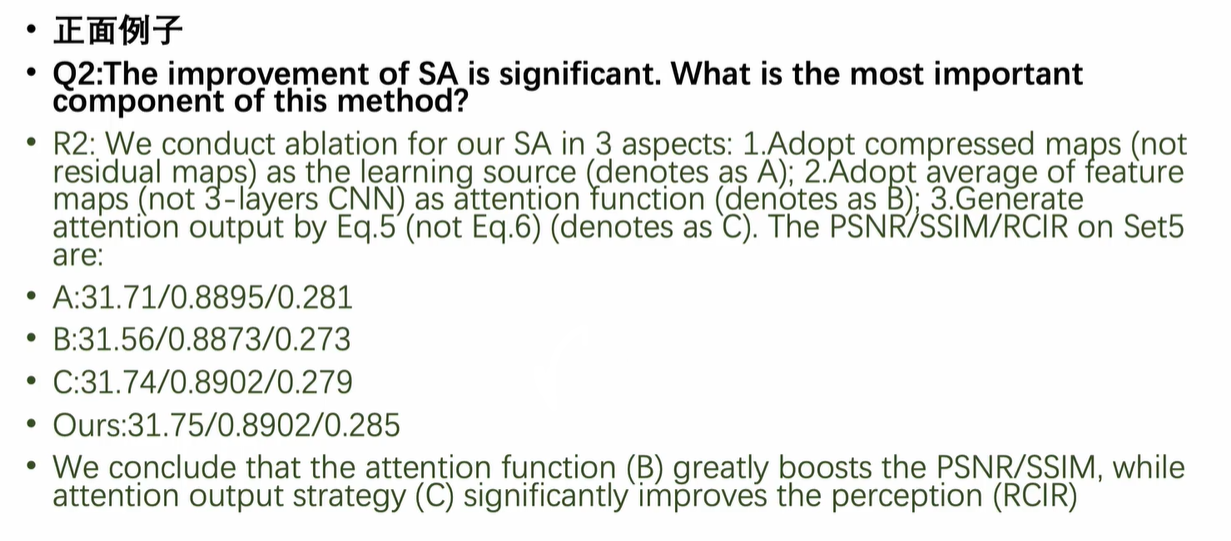 • 正面例子
• Q2:The improvement of SA is significant. What is the most important
component of this method?
• R2: We conduct ablation for our SA in 3 aspects: 1.Adopt compressed maps (not
residual maps) as the learning source (denotes as A); 2.Adopt average of feature
maps (not 3-layers CNN) as attention function (denotes as B); 3.Generate
attention output by Eq.5 (not Eq.6) (denotes as C). The PSNR/SSIM/RCIR on Set5
are:
• A:31.71/0.8895/0.281
• B:31.56/0.8873/0.273
• C:31.74/0.8902/0.279
• Ours:31.75/0.8902/0.285
• We conclude that the attention function (B) greatly boosts the PSNR/SSIM, while
attention output strategy (C) significantly improves the perception (RCIR)